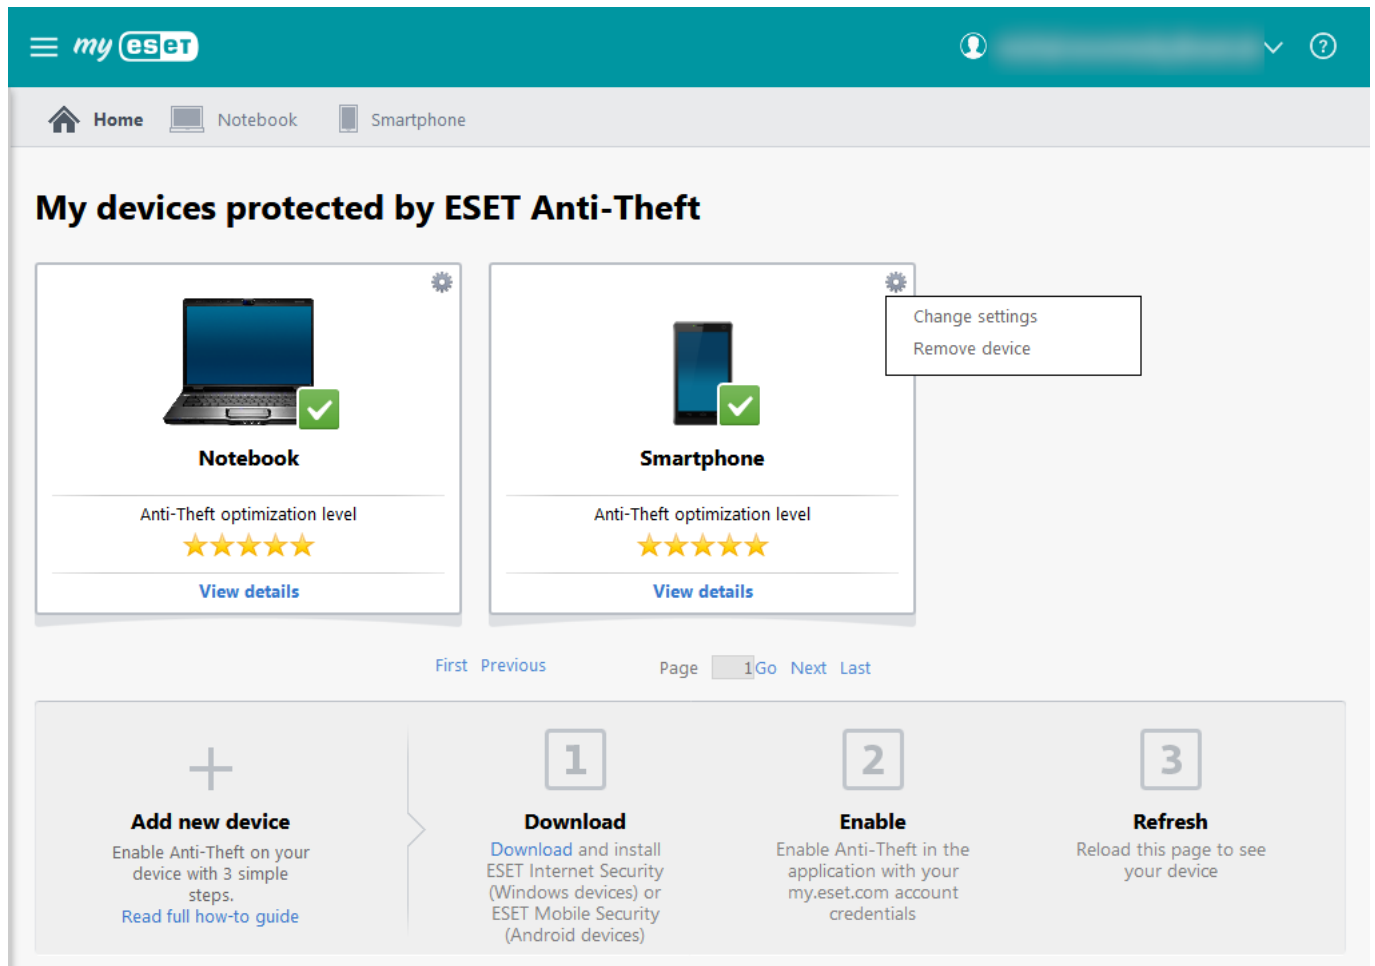 my eseT
?
Home Notebook Smartphone
My devices protected by ESET Anti-Theft
Change settings
Remove device
Notebook
Anti-Theft optimization level
View details
Smartphone
Anti-Theft optimization level
View details
First Previous Page 1 Go Next Last
Add new device
Enable Anti-Theft on your
device with 3 simple
steps.
Read full how-to guide
1
Download
Download and install
ESET Internet Security
(Windows devices) or
ESET Mobile Security
(Android devices)
2
Enable
Enable Anti-Theft in the
application with your
my.eset.com account
credentials
3
Refresh
Reload this page to see
your device